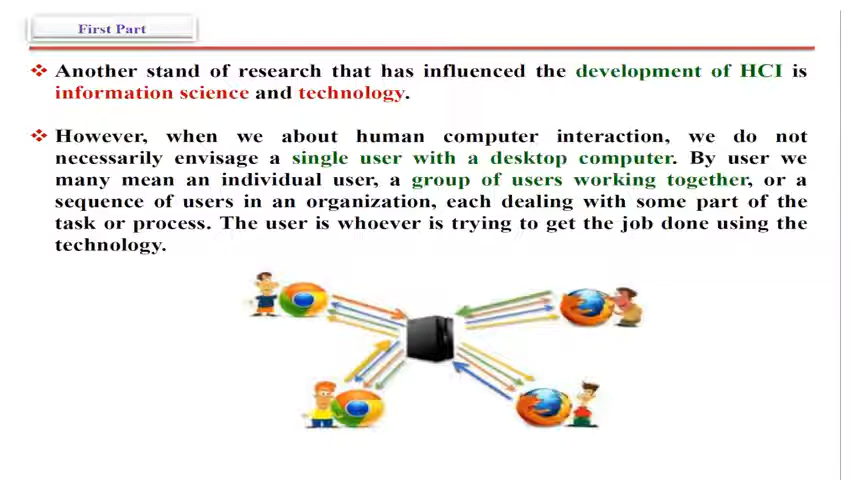 First Part
❖ Another stand of research that has influenced the development of HCI is
information science and technology.
❖ However, when we about human computer interaction, we do not
necessarily envisage a single user with a desktop computer. By user we
many mean an individual user, a group of users working together, or a
sequence of users in an organization, each dealing with some part of the
task or process. The user is whoever is trying to get the job done using the
technology.